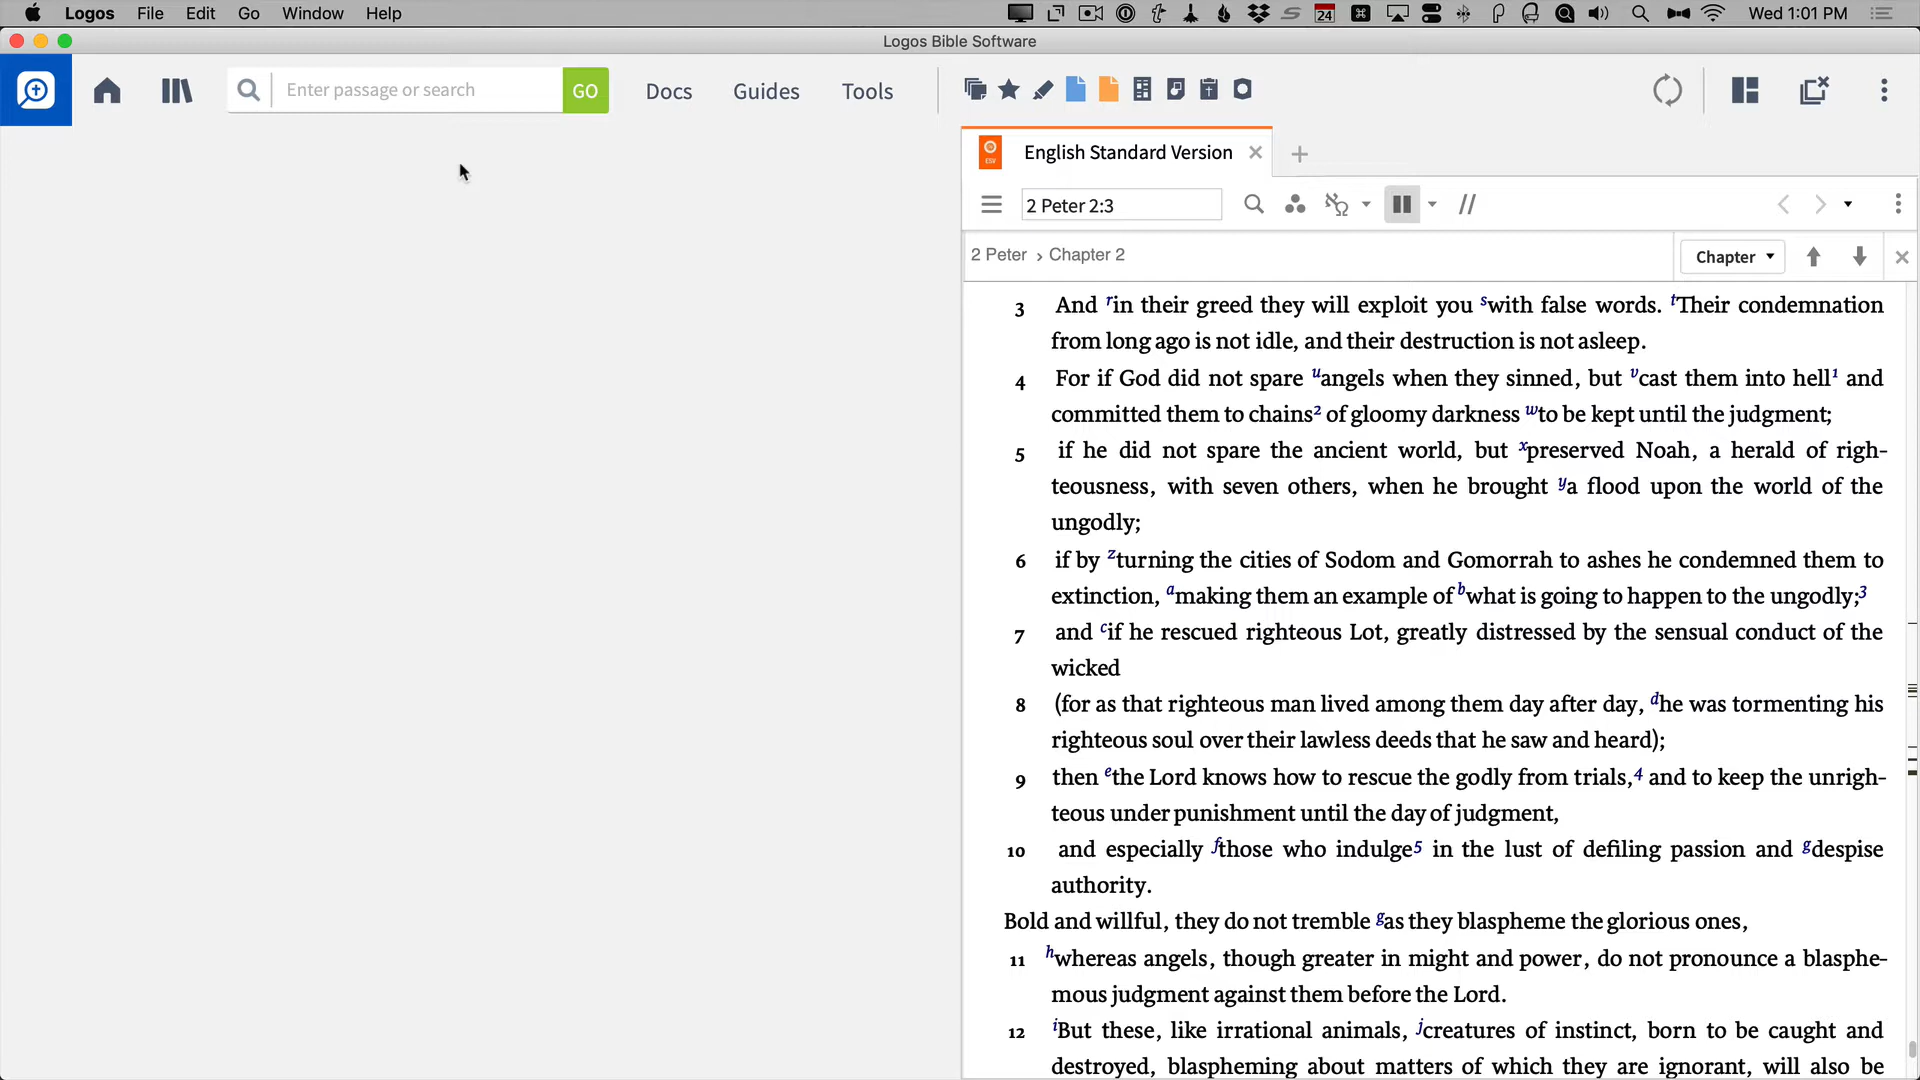 Logos File Edit Go Window Help 24 Wed 1:01 PM
Logos Bible Software
Enter passage or search GO Docs Guides Tools
ESV English Standard Version
2 Peter 2:3
2 Peter › Chapter 2 Chapter
3 And rin their greed they will exploit you swith false words. tTheir condemnation
from long ago is not idle, and their destruction is not asleep.
4 For if God did not spare uangels when they sinned, but vcast them into hell1 and
committed them to chains2 of gloomy darkness wto be kept until the judgment;
5 if he did not spare the ancient world, but xpreserved Noah, a herald of righ-
teousness, with seven others, when he brought ya flood upon the world of the
ungodly;
6 if by zturning the cities of Sodom and Gomorrah to ashes he condemned them to
extinction, amaking them an example of bwhat is going to happen to the ungodly;3
7 and cif he rescued righteous Lot, greatly distressed by the sensual conduct of the
wicked
8 (for as that righteous man lived among them day after day, dhe was tormenting his
righteous soul over their lawless deeds that he saw and heard);
9 then ethe Lord knows how to rescue the godly from trials,4 and to keep the unrigh-
teous under punishment until the day of judgment,
10 and especially fthose who indulge5 in the lust of defiling passion and gdespise
authority.
Bold and willful, they do not tremble gas they blaspheme the glorious ones,
11 hwhereas angels, though greater in might and power, do not pronounce a blasphe-
mous judgment against them before the Lord.
12 iBut these, like irrational animals, jcreatures of instinct, born to be caught and
destroyed, blaspheming about matters of which they are ignorant, will also be